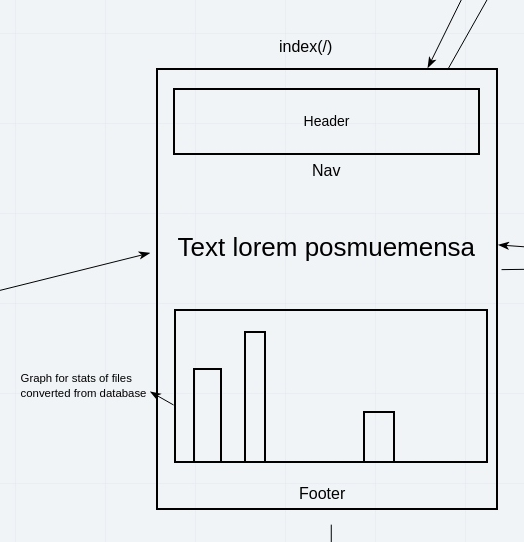 index(/)
Header
Nav
Text lorem posmuemensa
Graph for stats of files
converted from database
Footer